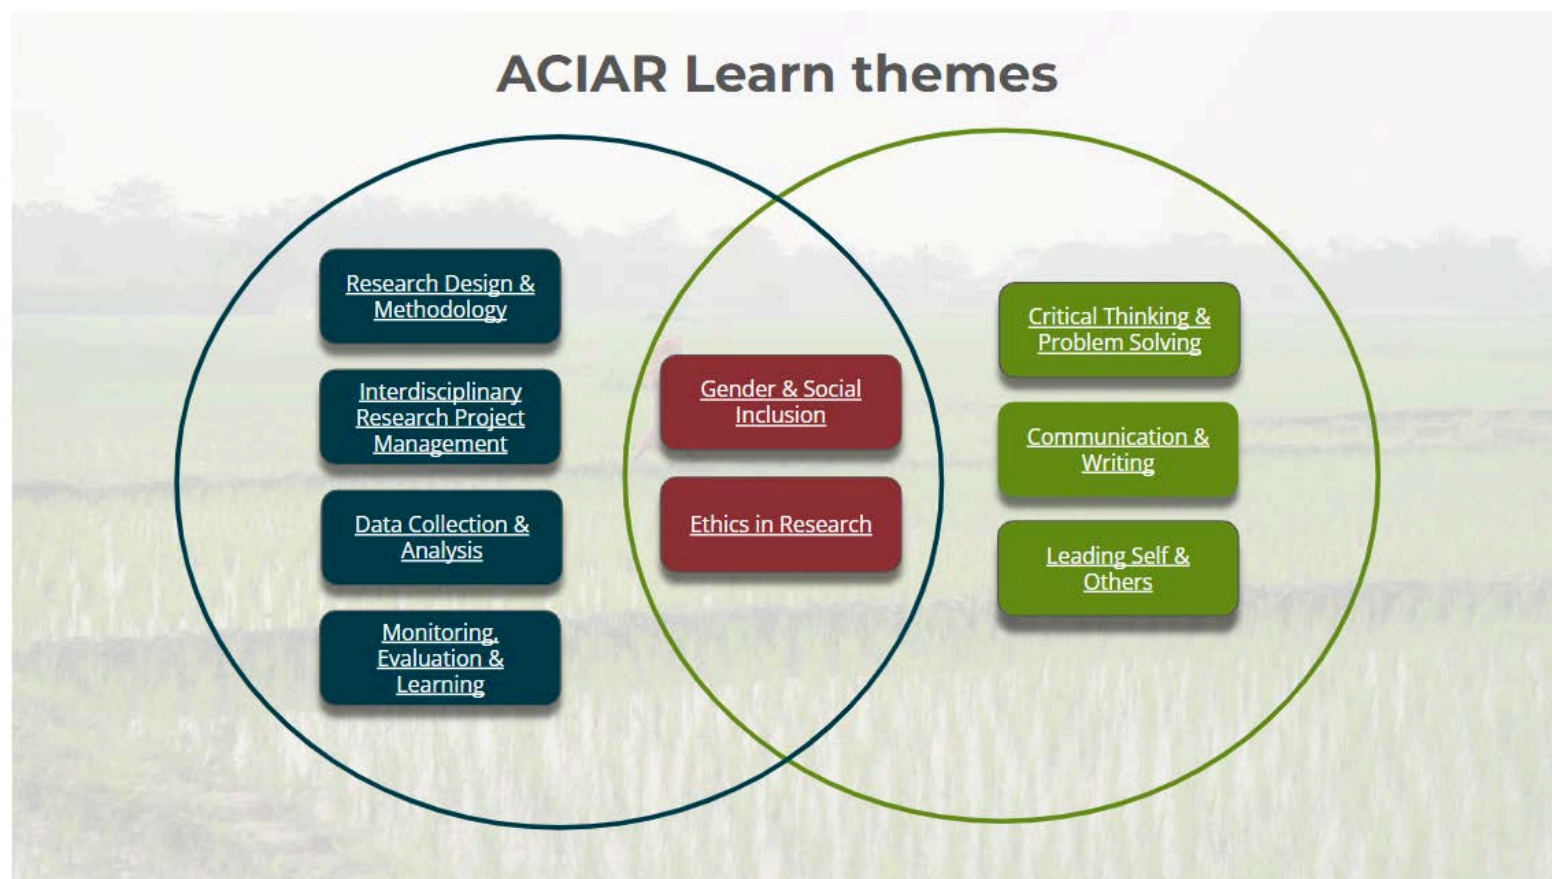 ACIAR Learn themes
Research Design &
Methodology
Interdisciplinary
Research Project
Management
Data Collection &
Analysis
Monitoring,
Evaluation &
Learning
Gender & Social
Inclusion
Ethics in Research
Critical Thinking &
Problem Solving
Communication &
Writing
Leading Self &
Others